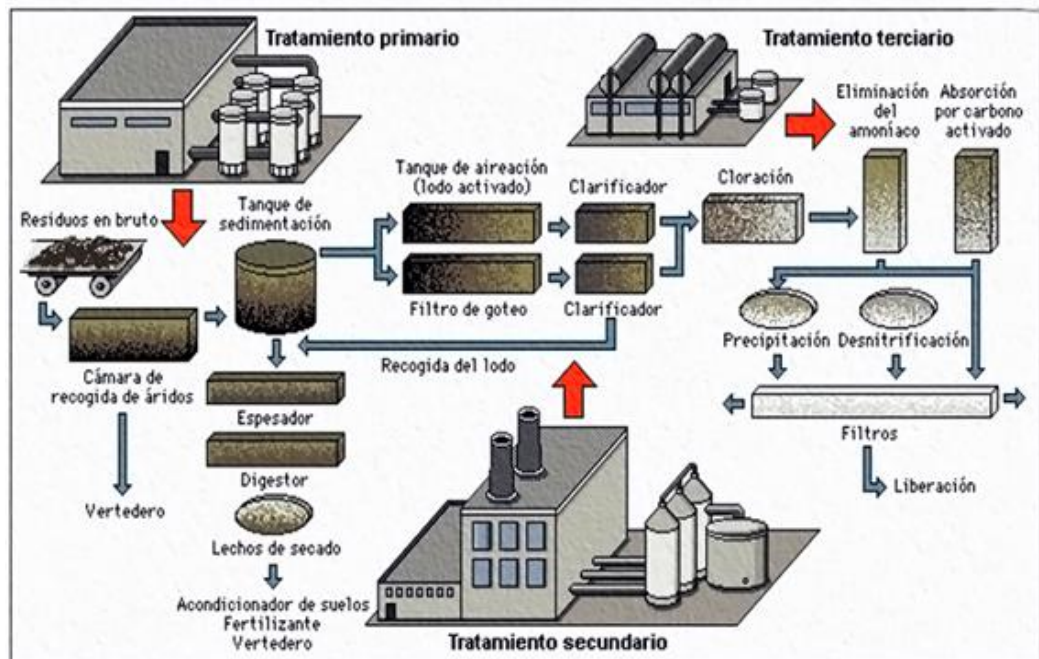 Tratamiento primario
Tratamiento terciario
Eliminación
del
amoníaco
Absorción
por carbono
activado
Residuos en bruto
Tanque de
sedimentación
Tanque de aireación
(lodo activado)
Clarificador
Cloración
Filtro de goteo
Clarificador
Cámara de
recogida de áridos
Recogida del lodo
Precipitación
Desnitrificación
Espesador
Filtros
Digestor
Vertedero
Liberación
Lechos de secado
Acondicionador de suelos
Fertilizante
Vertedero
Tratamiento secundario